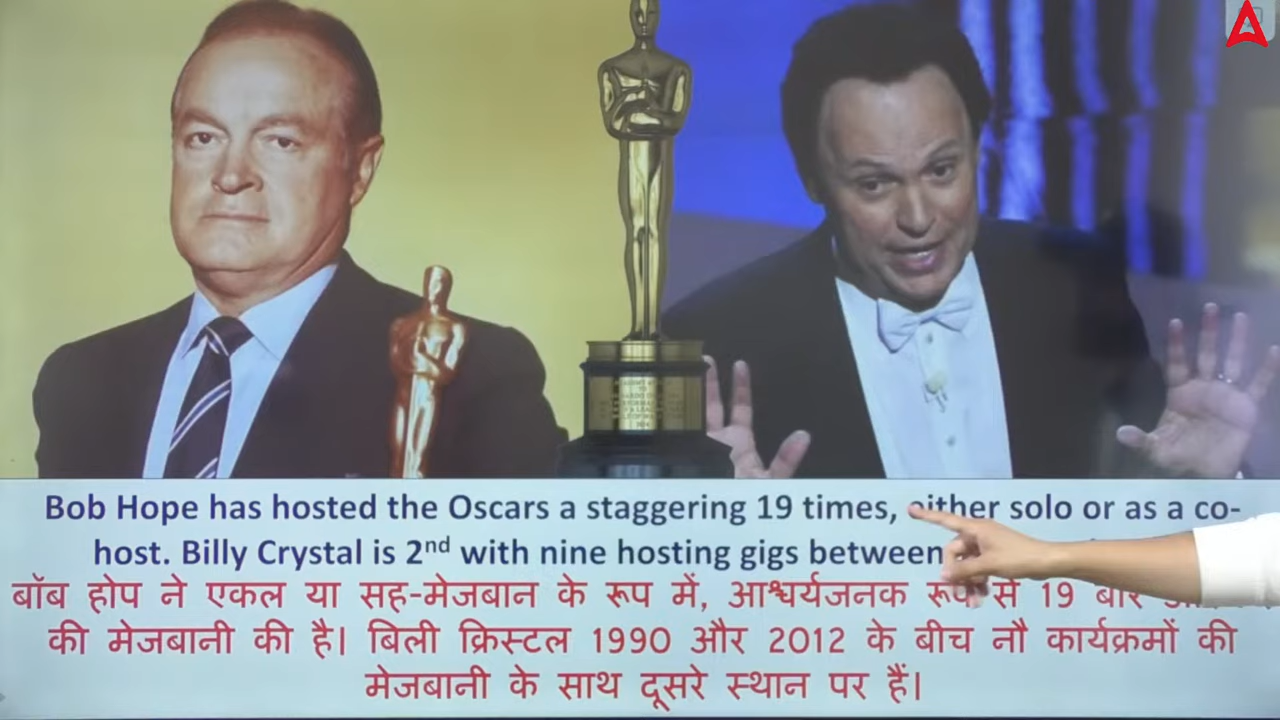 Bob Hope has hosted the Oscars a staggering 19 times, either solo or as a co-
host. Billy Crystal is 2nd with nine hosting gigs between
बॉब होप ने एकल या सह-मेजबान के रूप में, आश्चर्यजनक रूप से 19 बार
की मेजबानी की है। बिली क्रिस्टल 1990 और 2012 के बीच नौ कार्यक्रमों की
मेजबानी के साथ दूसरे स्थान पर हैं।